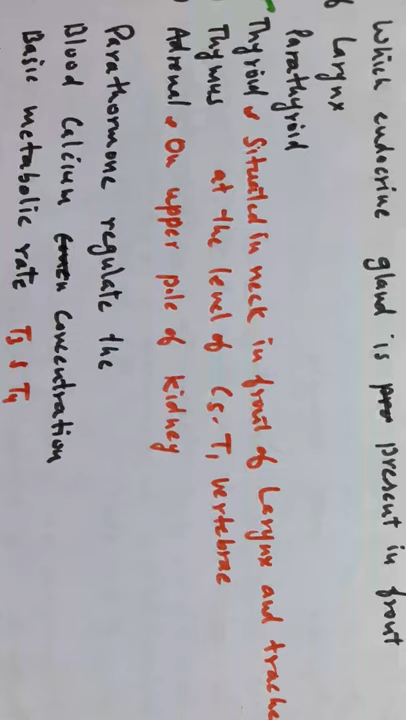 Which endocrine gland is present in front
of Larynx
Parathyroid
Thyroid Situated in neck in front of Larynx and trache
Thymus at the level of C5-T1 vertebrae
Adrenal On upper pole of kidney
Parathormone regulate the
Blood Calcium concentration
Basic metabolic rate T3 & T4